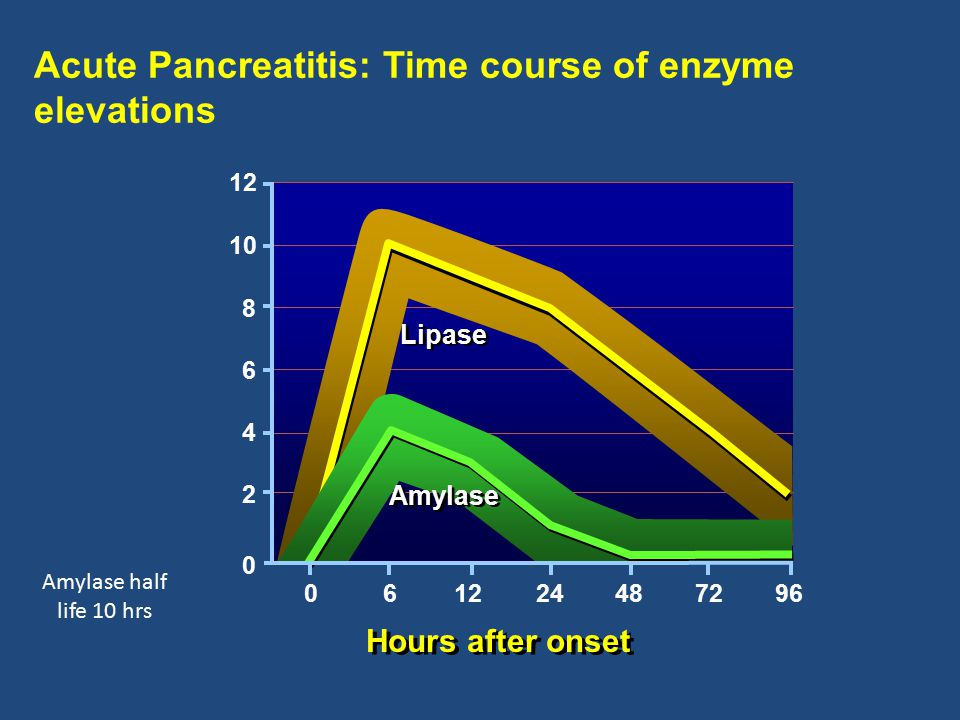 Acute Pancreatitis: Time course of enzyme
elevations
12
10
8
6
4
2
0
Lipase
Amylase
0 6 12 24 48 72 96
Hours after onset
Amylase half
life 10 hrs